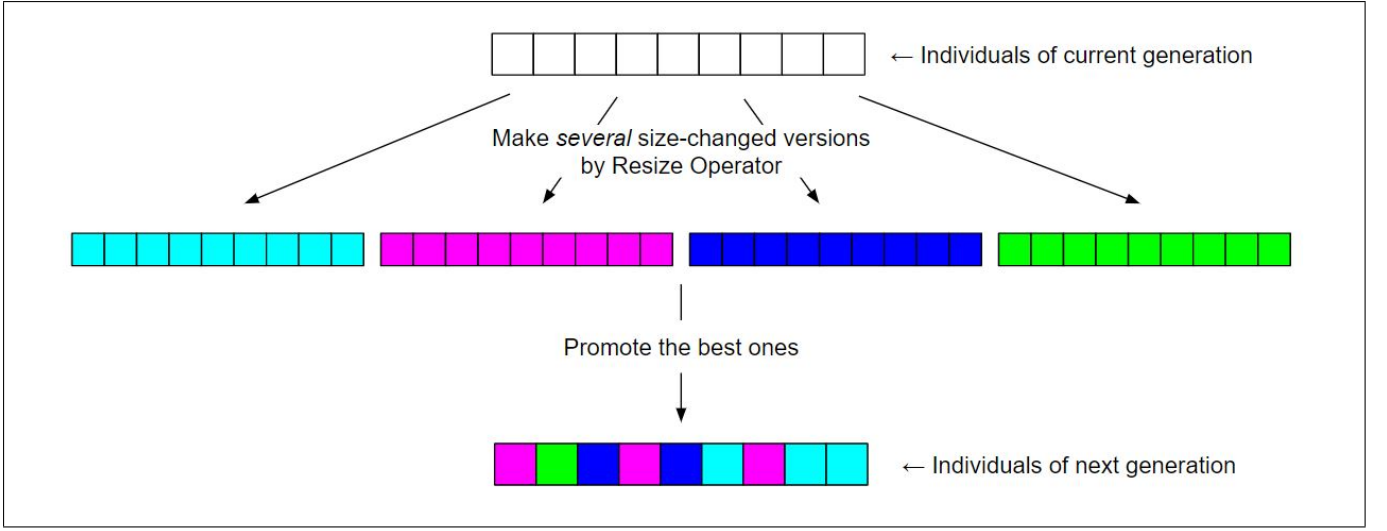 ← Individuals of current generation
Make several size-changed versions
by Resize Operator
Promote the best ones
← Individuals of next generation